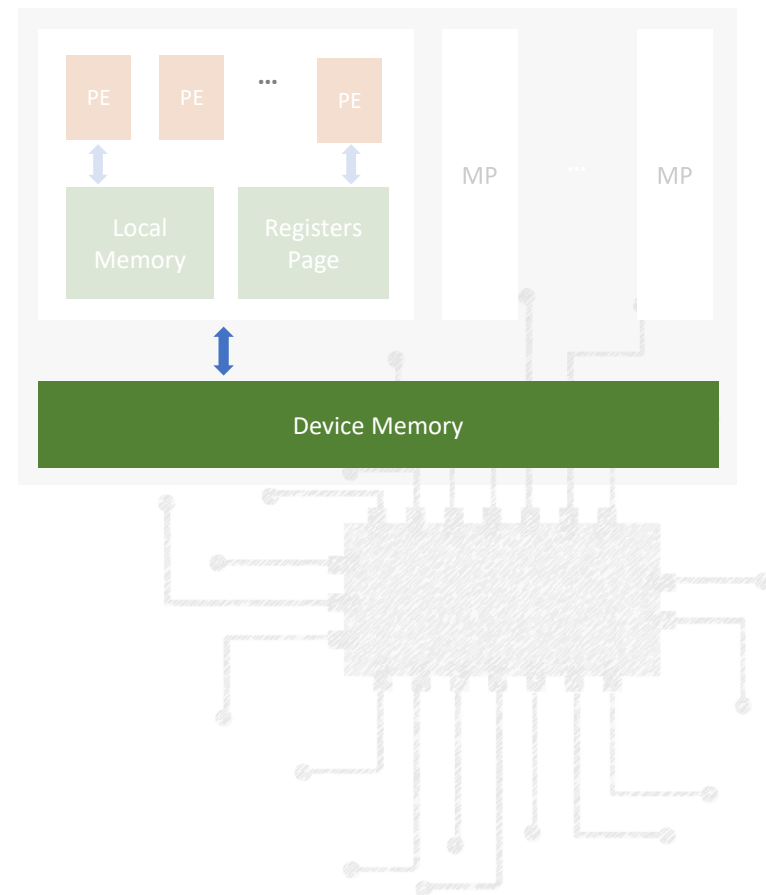 PE PE ... PE
MP ... MP
Local
Memory
Registers
Page
Device Memory